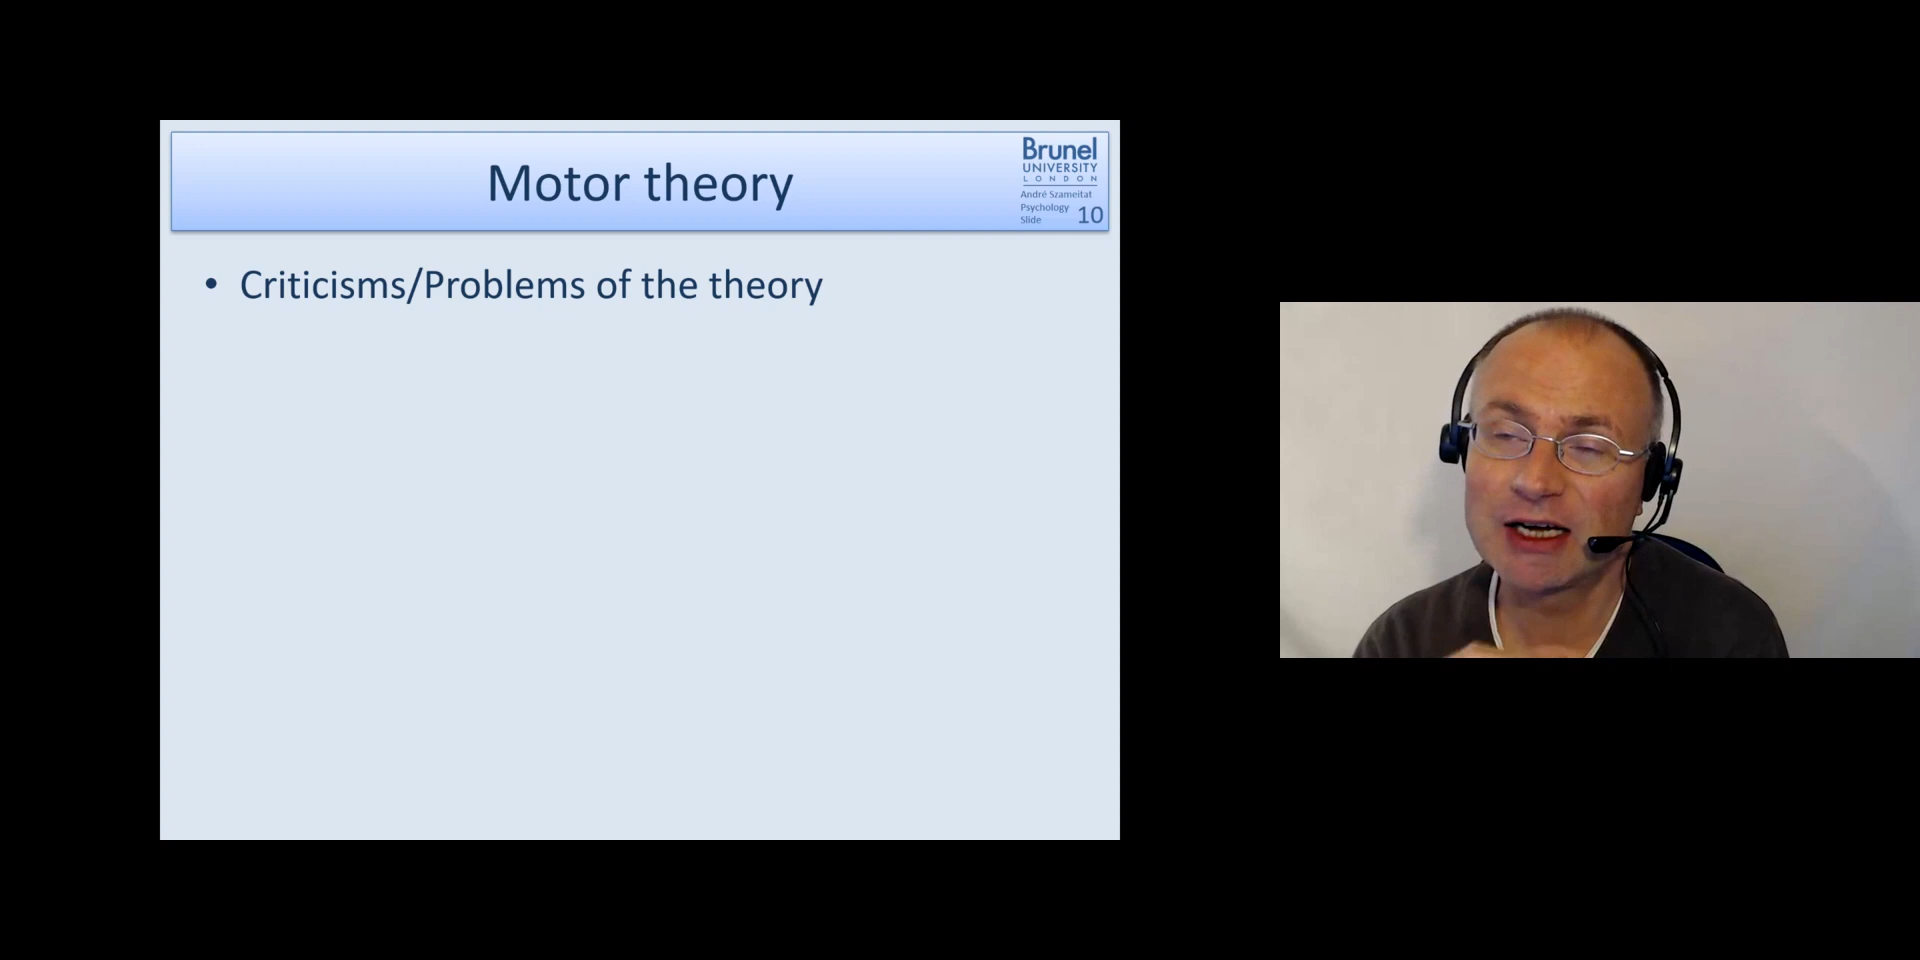 Motor theory
Brunel
UNIVERSITY
LONDON
André Szameitat
Psychology
Slide 10
• Criticisms/Problems of the theory